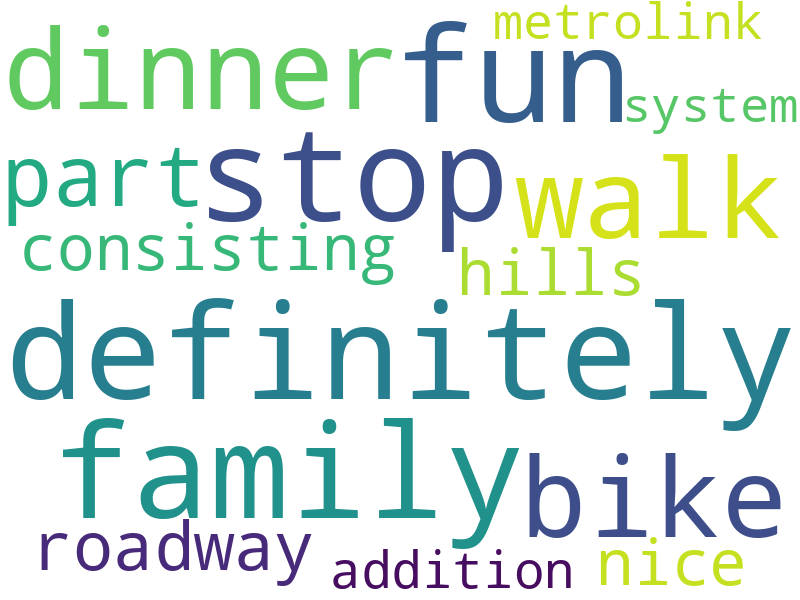 metrolink
dinner fun
system
part stop walk
consisting hills
definitely
family bike
roadway addition nice